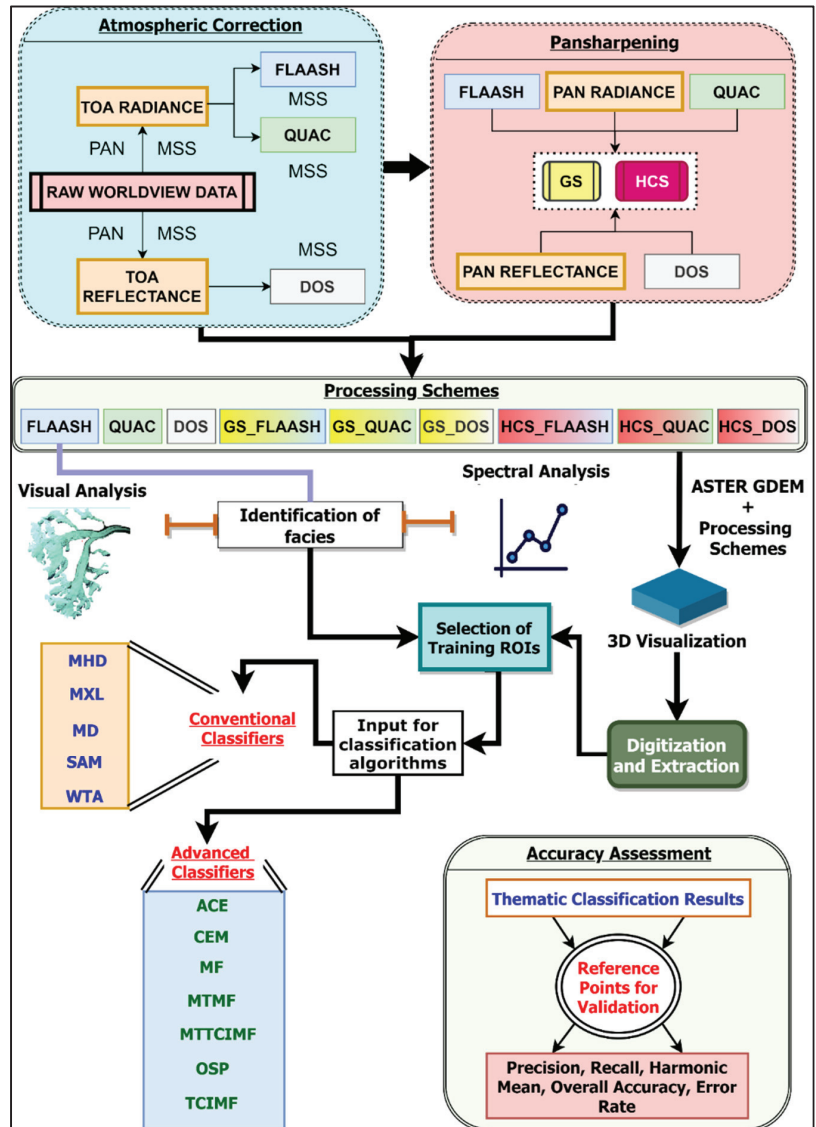 Atmospheric Correction
FLAASH
MSS
TOA RADIANCE
QUAC
PAN MSS
MSS
RAW WORLDVIEW DATA
PAN MSS
MSS
TOA
REFLECTANCE
DOS
Pansharpening
FLAASH
PAN RADIANCE
QUAC
GS
HCS
PAN REFLECTANCE
DOS
Processing Schemes
FLAASH
QUAC
DOS
GS_FLAASH
GS_QUAC
GS_DOS
HCS_FLAASH
HCS_QUAC
HCS_DOS
Visual Analysis
Identification of
facies
Spectral Analysis
ASTER GDEM
+
Processing
Schemes
3D Visualization
Selection of
Training ROIs
Digitization
and Extraction
Input for
classification
algorithms
Conventional
Classifiers
MHD
MXL
MD
SAM
WTA
Advanced
Classifiers
ACE
CEM
MF
MTMF
MTTCIMF
OSP
TCIMF
Accuracy Assessment
Thematic Classification Results
Reference
Points for
Validation
Precision, Recall, Harmonic
Mean, Overall Accuracy, Error
Rate